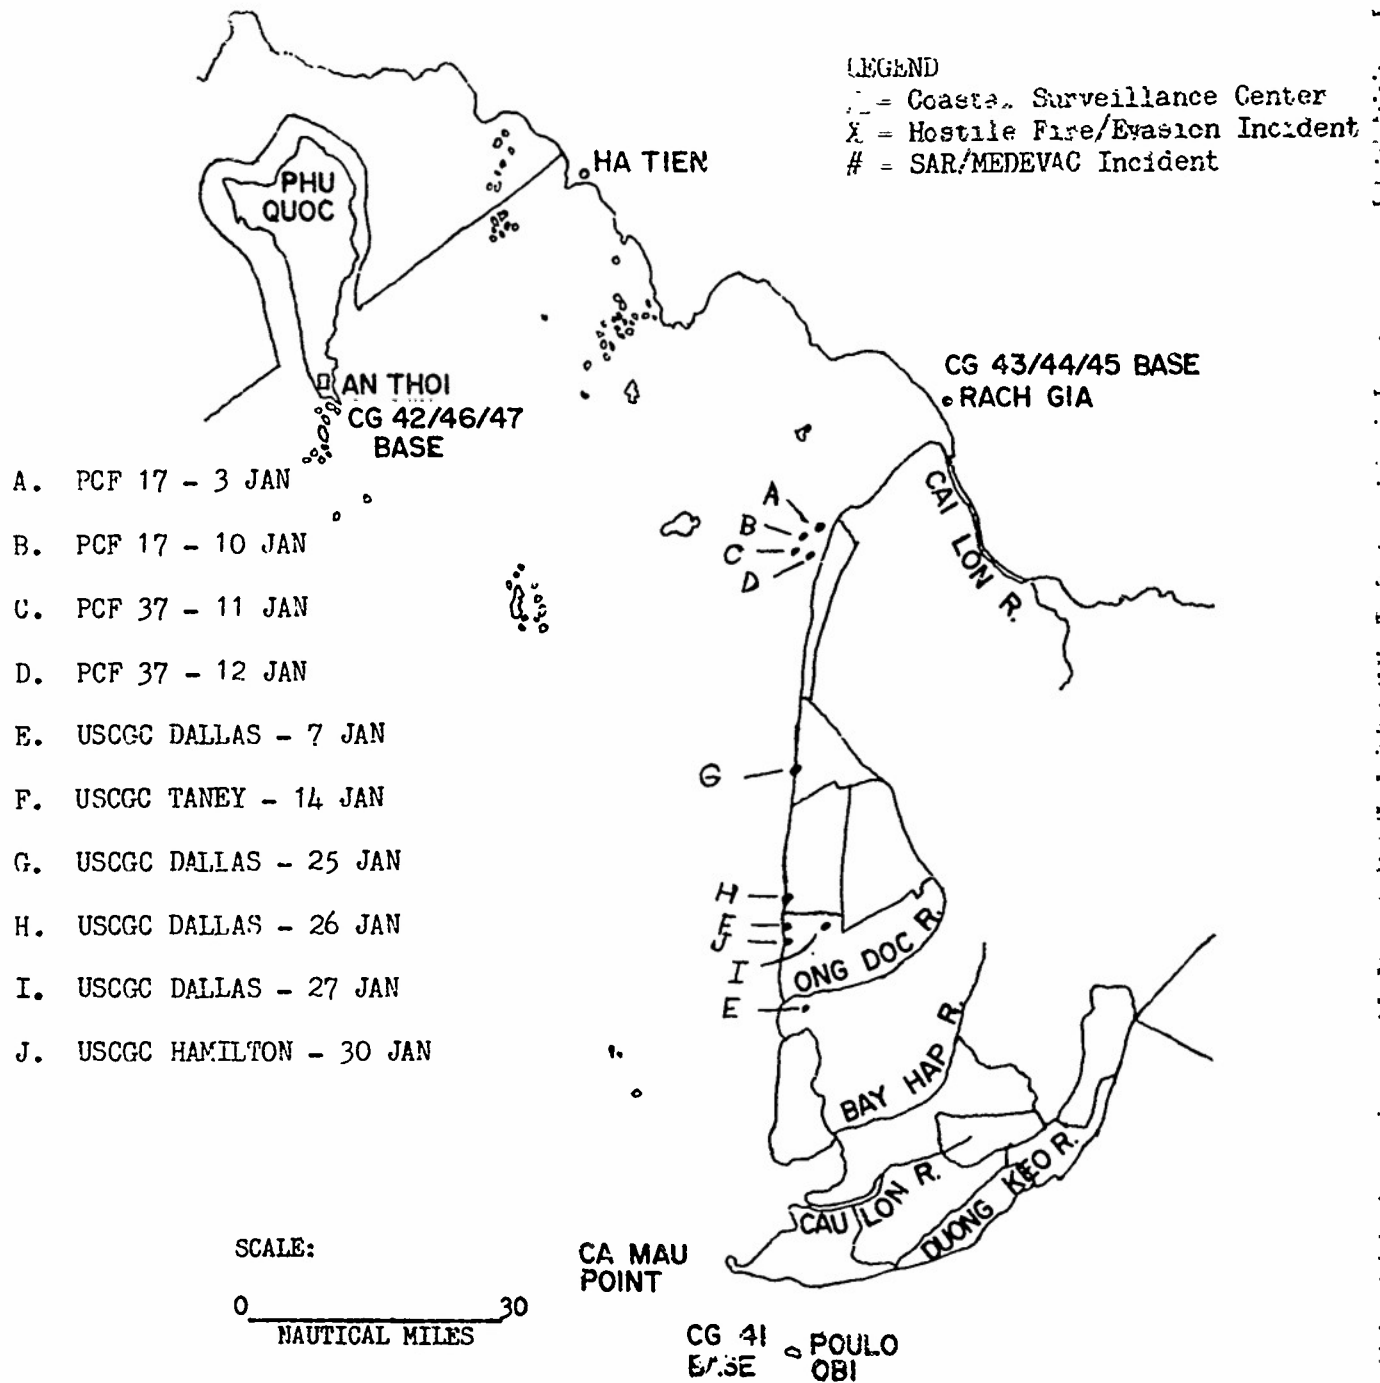 LEGEND
= Coastal Surveillance Center
X = Hostile Fire/Evasion Incident
# = SAR/MEDEVAC Incident
HA TIEN
PHU
QUOC
CG 43/44/45 BASE
RACH GIA
AN THOI
CG 42/46/47
BASE
CAI LON R.
A. PCF 17 - 3 JAN
B. PCF 17 - 10 JAN
C. PCF 37 - 11 JAN
D. PCF 37 - 12 JAN
E. USCGC DALLAS - 7 JAN
F. USCGC TANEY - 14 JAN
G. USCGC DALLAS - 25 JAN
H. USCGC DALLAS - 26 JAN
I. USCGC DALLAS - 27 JAN
J. USCGC HAMILTON - 30 JAN
A
B
C
D
G
H
F
J
I
E
ONG DOC R.
BAY HAP R.
CAU LON R.
DUONG KEO R.
SCALE:
0 30
NAUTICAL MILES
CA MAU
POINT
CG 41
BASE
POULO
OBI